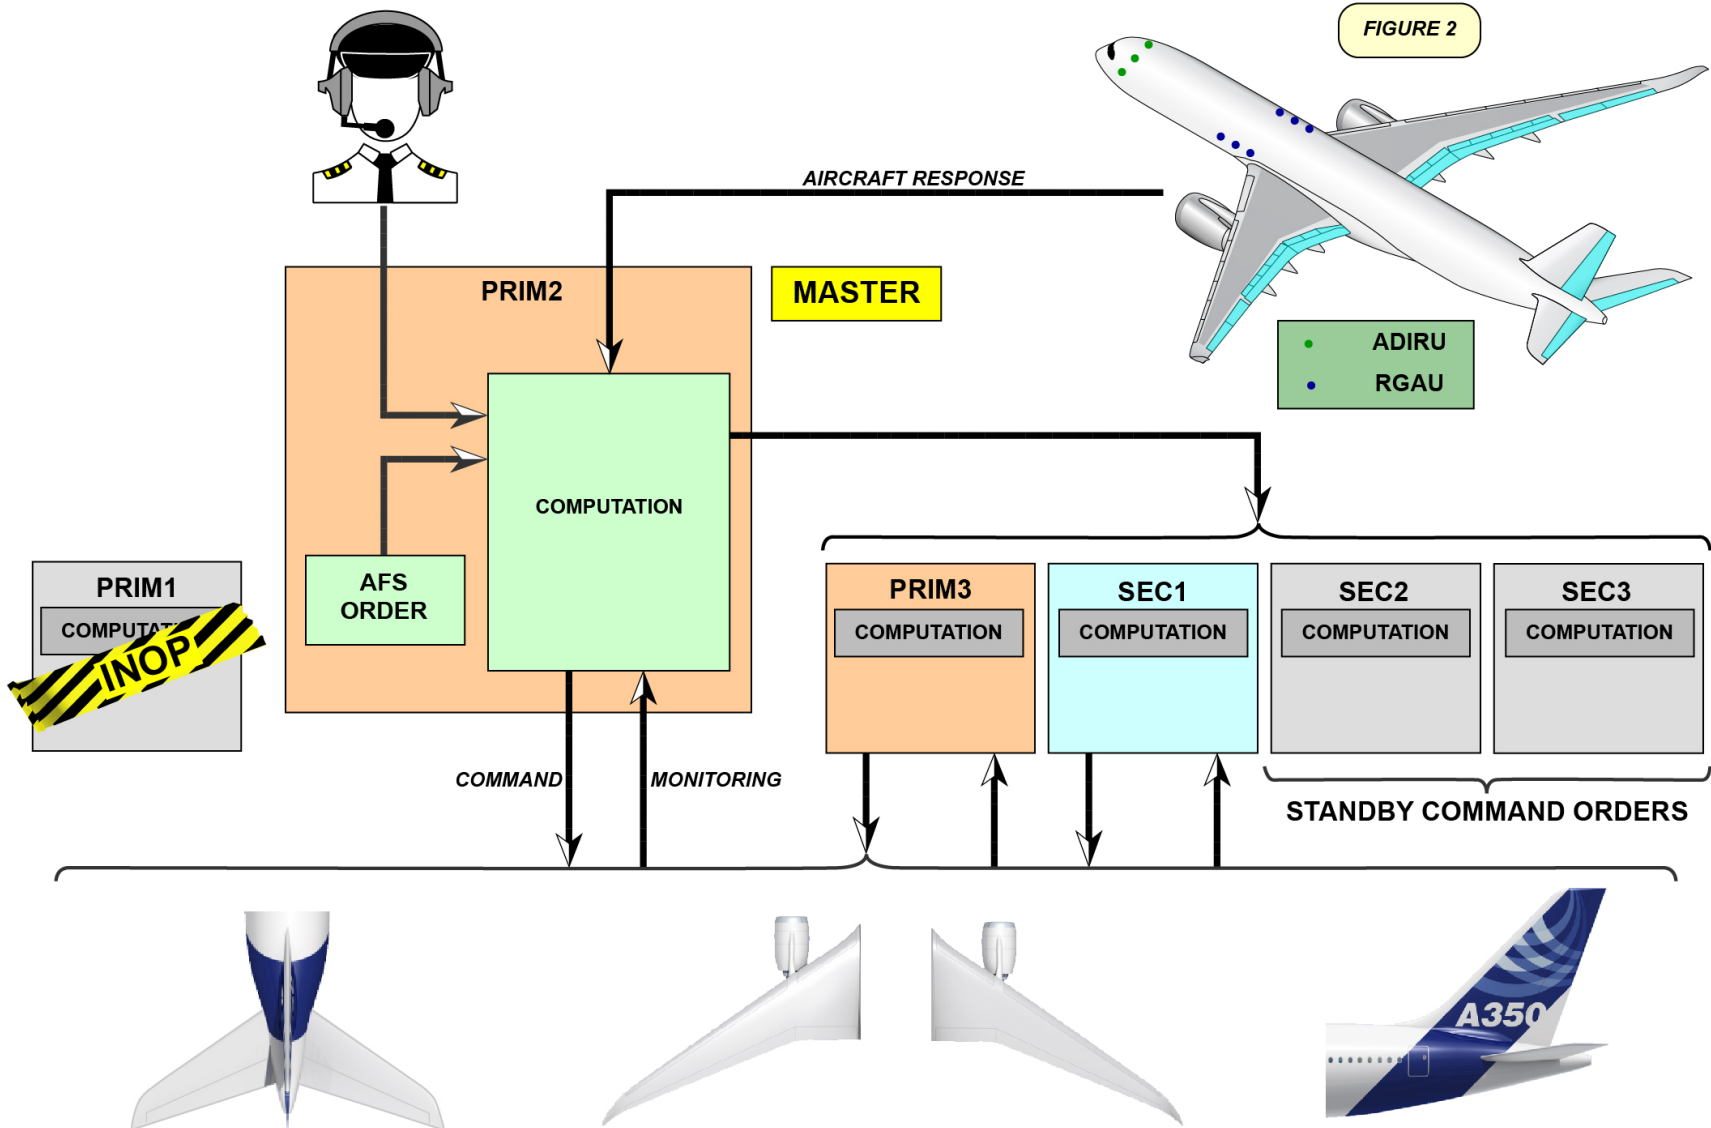 FIGURE 2
AIRCRAFT RESPONSE
PRIM2
MASTER
ADIRU
RGAU
COMPUTATION
AFS
ORDER
PRIM1
INOP
PRIM3
COMPUTATION
SEC1
COMPUTATION
SEC2
COMPUTATION
SEC3
COMPUTATION
COMMAND
MONITORING
STANDBY COMMAND ORDERS
A350